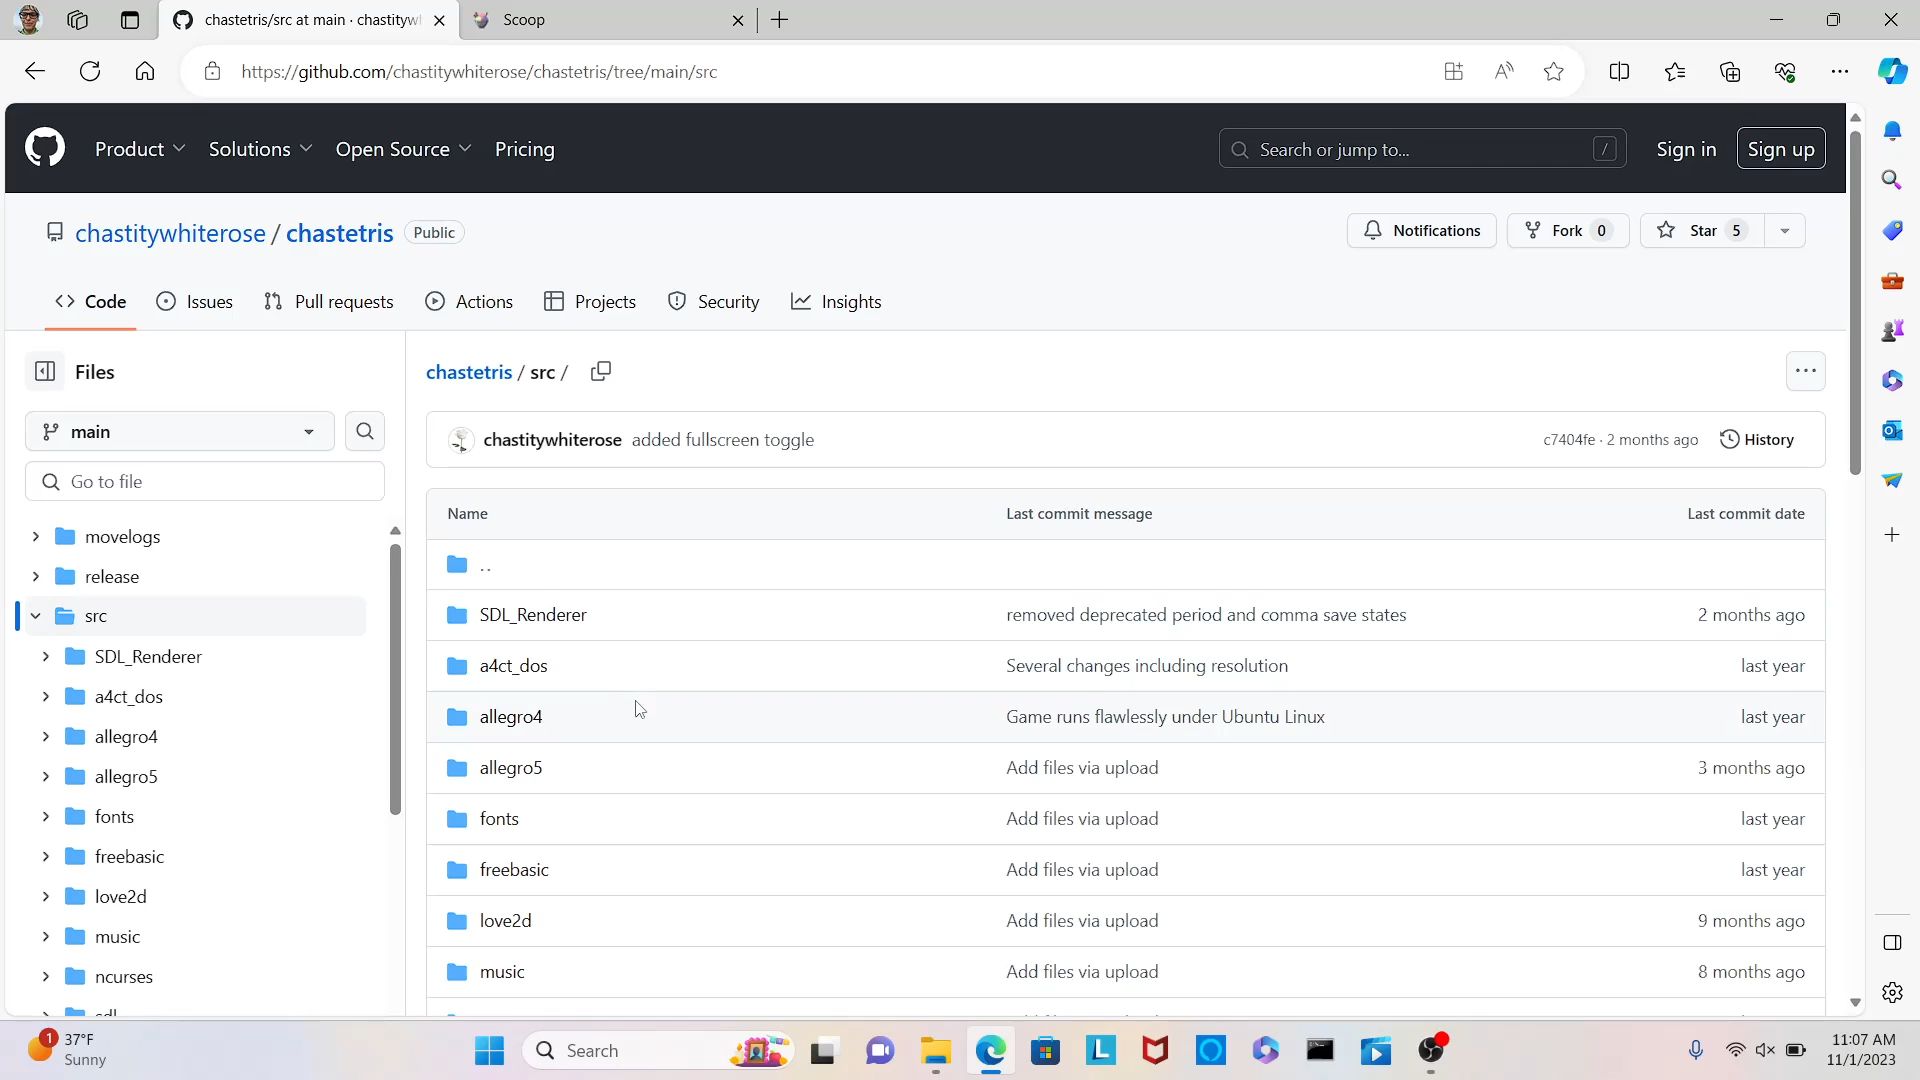 chastetris/src at main · chastitywl
Scoop
https://github.com/chastitywhiterose/chastetris/tree/main/src
Product
Solutions
Open Source
Pricing
Search or jump to...
/
Sign in
Sign up
chastitywhiterose / chastetris
Public
Notifications
Fork 0
Star 5
Code
Issues
Pull requests
Actions
Projects
Security
Insights
Files
chastetris / src /
main
chastitywhiterose added fullscreen toggle
c7404fe · 2 months ago
History
Go to file
Name Last commit message Last commit date
movelogs
release
src
SDL_Renderer
a4ct_dos
allegro4
allegro5
fonts
freebasic
love2d
music
ncurses
..
SDL_Renderer removed deprecated period and comma save states 2 months ago
a4ct_dos Several changes including resolution last year
allegro4 Game runs flawlessly under Ubuntu Linux last year
allegro5 Add files via upload 3 months ago
fonts Add files via upload last year
freebasic Add files via upload last year
love2d Add files via upload 9 months ago
music Add files via upload 8 months ago
1
37°F
Sunny
Search
11:07 AM
11/1/2023